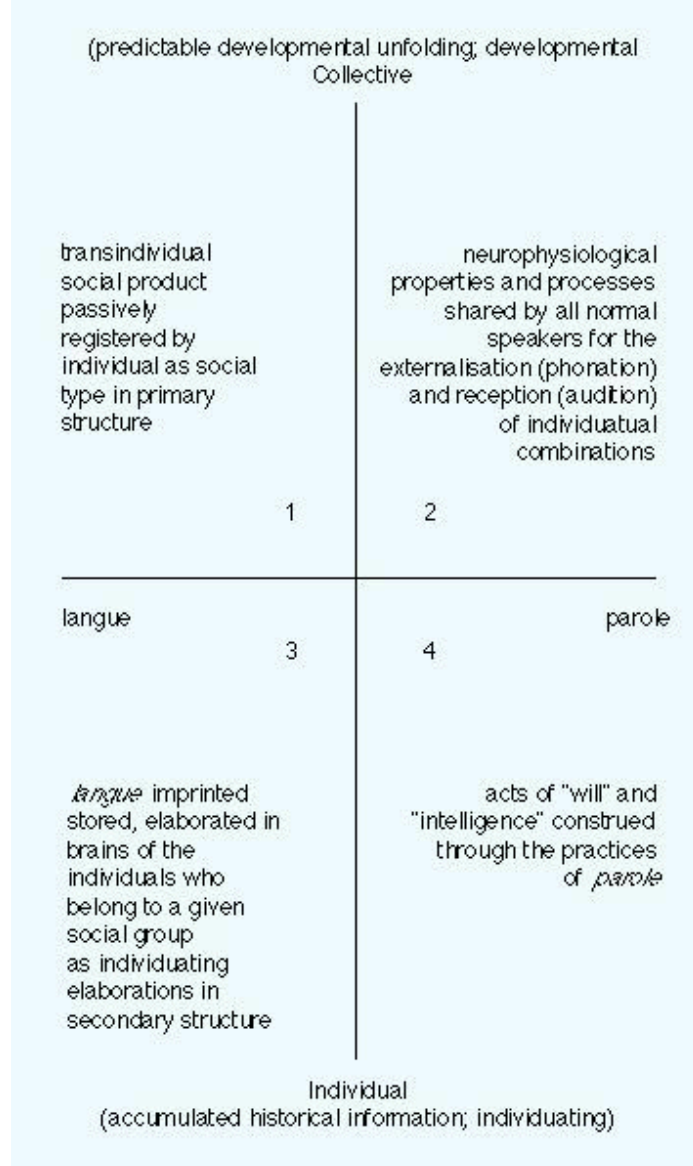 (predictable developmental unfolding; developmental
Collective
transindividual
social product
passively
registered by
individual as social
type in primary
structure
neurophysiological
properties and processes
shared by all normal
speakers for the
externalisation (phonation)
and reception (audition)
of individuatual
combinations
1
2
langue
parole
3
4
langue imprinted
stored, elaborated in
brains of the
individuals who
belong to a given
social group
as individuating
elaborations in
secondary structure
acts of "will" and
"intelligence" construed
through the practices
of parole
Individual
(accumulated historical information; individuating)